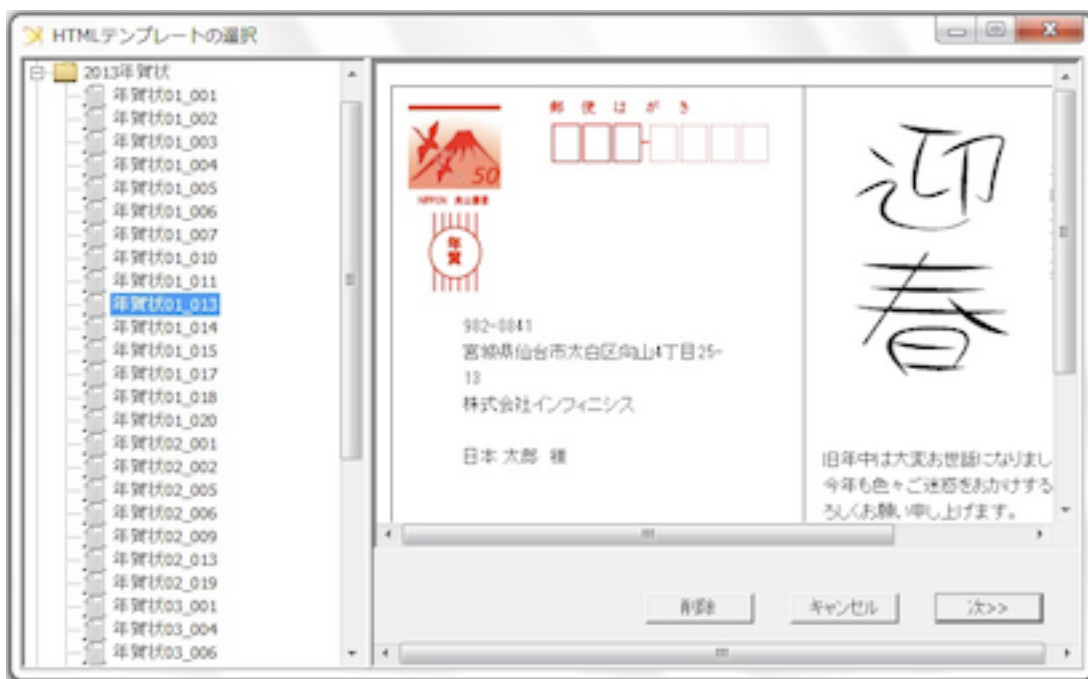 HTMLテンプレートの選択
2013年賀状
年賀状01_001
年賀状01_002
年賀状01_003
年賀状01_004
年賀状01_005
年賀状01_006
年賀状01_007
年賀状01_010
年賀状01_011
年賀状01_013
年賀状01_014
年賀状01_015
年賀状01_017
年賀状01_018
年賀状01_020
年賀状02_001
年賀状02_002
年賀状02_005
年賀状02_006
年賀状02_009
年賀状02_013
年賀状02_019
年賀状03_001
年賀状03_004
年賀状03_006
郵便はがき
50
NIPPON
年賀
982-0841
宮城県仙台市太白区向山4丁目25-
13
株式会社インフィニシス
日本 太郎 様
迎春
旧年中は大変お世話になりまし
今年も色々ご迷惑をおかけする
ろしくお願い申し上げます。
削除
キャンセル
次>>